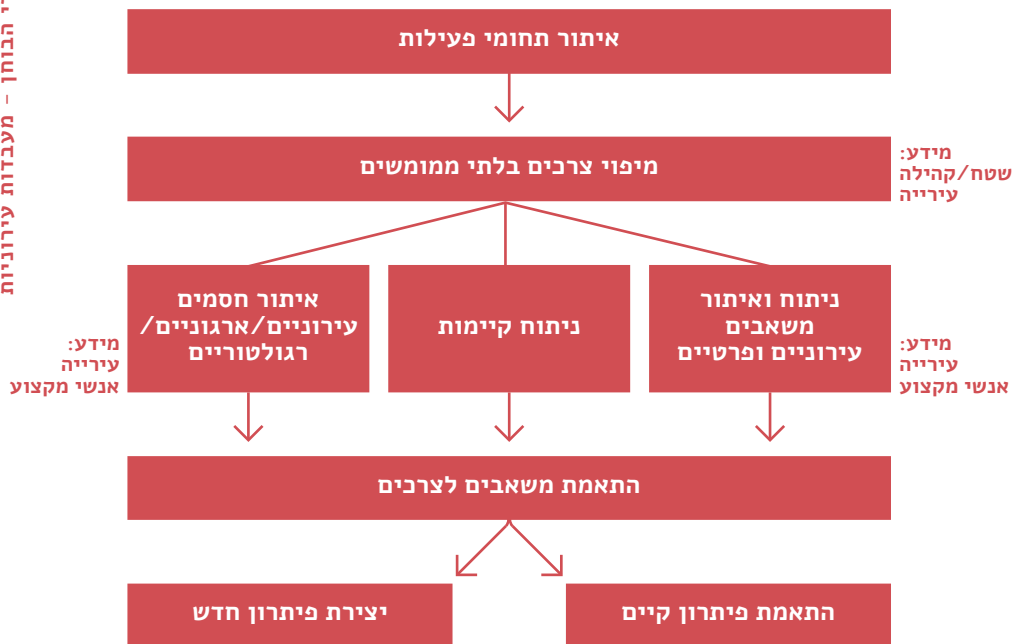 הבוחן – מעבדות עירוניות
איתור תחומי פעילות
מיפוי צרכים בלתי ממומשים
מידע:
שטח/קהילה
עירייה
ניתוח ואיתור
משאבים
עירוניים ופרטיים
מידע:
עירייה
אנשי מקצוע
ניתוח קיימות
איתור חסמים
עירוניים/ארגוניים/
רגולטוריים
מידע:
עירייה
אנשי מקצוע
התאמת משאבים לצרכים
התאמת פיתרון קיים
יצירת פיתרון חדש